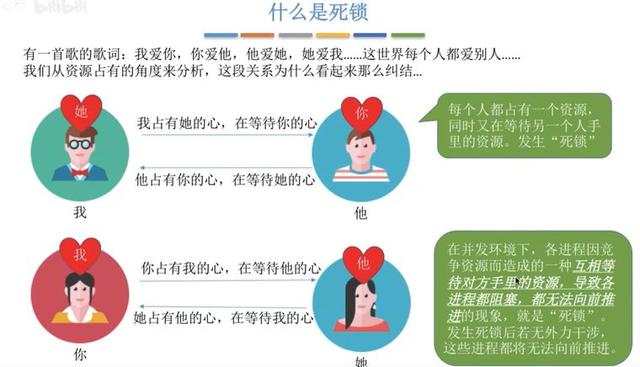 bilibili
什么是死锁
有一首歌的歌词：我爱你，你爱他，他爱她，她爱我……这世界每个人都爱别人……
我们从资源占有的角度来分析，这段关系为什么看起来那么纠结…
她
我占有她的心，在等待你的心
他占有你的心，在等待她的心
你
我
他
每个人都占有一个资源，
同时又在等待另一个人手
里的资源。发生“死锁”
我
你占有我的心，在等待他的心
她占有他的心，在等待我的心
他
你
她
在并发环境下，各进程因竞
争资源而造成的一种互相等
待对方手里的资源，导致各
进程都阻塞，都无法向前推
进的现象，就是“死锁”。
发生死锁后若无外力干涉，
这些进程都将无法向前推进。